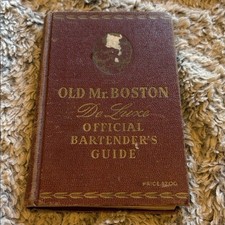 OLD Mr. BOSTON
De Luxe
OFFICIAL
BARTENDER'S
GUIDE